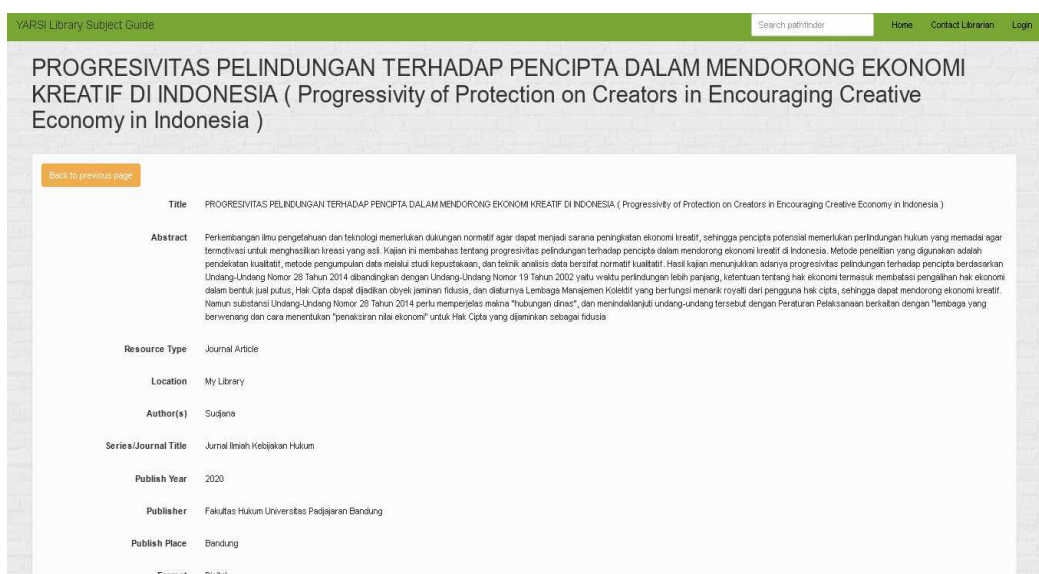 YARSI Library Subject Guide
Search pathfinder
Home
Contact Librarian
Login
PROGRESIVITAS PELINDUNGAN TERHADAP PENCIPTA DALAM MENDORONG EKONOMI
KREATIF DI INDONESIA ( Progressivity of Protection on Creators in Encouraging Creative
Economy in Indonesia )
Back to previous page
Title PROGRESIVITAS PELINDUNGAN TERHADAP PENCIPTA DALAM MENDORONG EKONOMI KREATIF DI INDONESIA ( Progressivity of Protection on Creators in Encouraging Creative Economy in Indonesia )
Abstract Perkembangan ilmu pengetahuan dan teknologi memerlukan dukungan normatif agar dapat menjadi sarana peningkatan ekonomi kreatif, sehingga pencipta potensial memerlukan perlindungan hukum yang memadai agar
termotivasi untuk menghasilkan kreasi yang asli. Kajian ini membahas tentang progresivitas pelindungan terhadap pencipta dalam mendorong ekonomi kreatif di Indonesia. Metode penelitian yang digunakan adalah
pendekatan kualitatif, metode pengumpulan data melalui studi kepustakaan, dan teknik analisis data bersifat normatif kualitatif. Hasil kajian menunjukkan adanya progresivitas pelindungan terhadap pencipta berdasarkan
Undang-Undang Nomor 28 Tahun 2014 dibandingkan dengan Undang-Undang Nomor 19 Tahun 2002 yaitu waktu perlindungan lebih panjang, ketentuan tentang hak ekonomi termasuk membatasi pengalihan hak ekonomi
dalam bentuk jual putus, Hak Cipta dapat dijadikan obyek jaminan fidusia, dan diaturnya Lembaga Manajemen Kolektif yang berfungsi menarik royalti dari pengguna hak cipta, sehingga dapat mendorong ekonomi kreatif.
Namun substansi Undang-Undang Nomor 28 Tahun 2014 perlu memperjelas makna "hubungan dinas", dan menindaklanjuti undang-undang tersebut dengan Peraturan Pelaksanaan berkaitan dengan "lembaga yang
berwenang dan cara menentukan "penaksiran nilai ekonomi" untuk Hak Cipta yang dijaminkan sebagai fidusia
Resource Type Journal Article
Location My Library
Author(s) Sudjana
Series/Journal Title Jurnal Ilmiah Kebijakan Hukum
Publish Year 2020
Publisher Fakultas Hukum Universitas Padjajaran Bandung
Publish Place Bandung
Format Digital